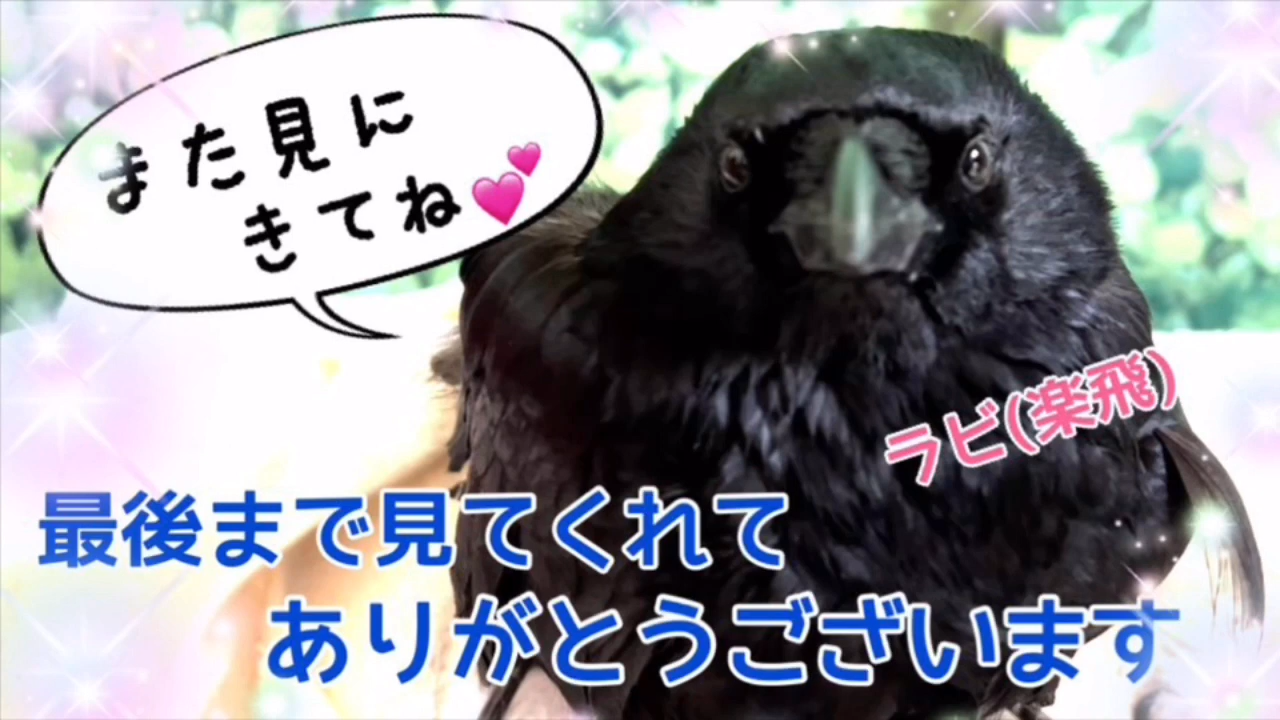 また見に
きてね💕
ラビ(楽飛)
最後まで見てくれて
ありがとうございます